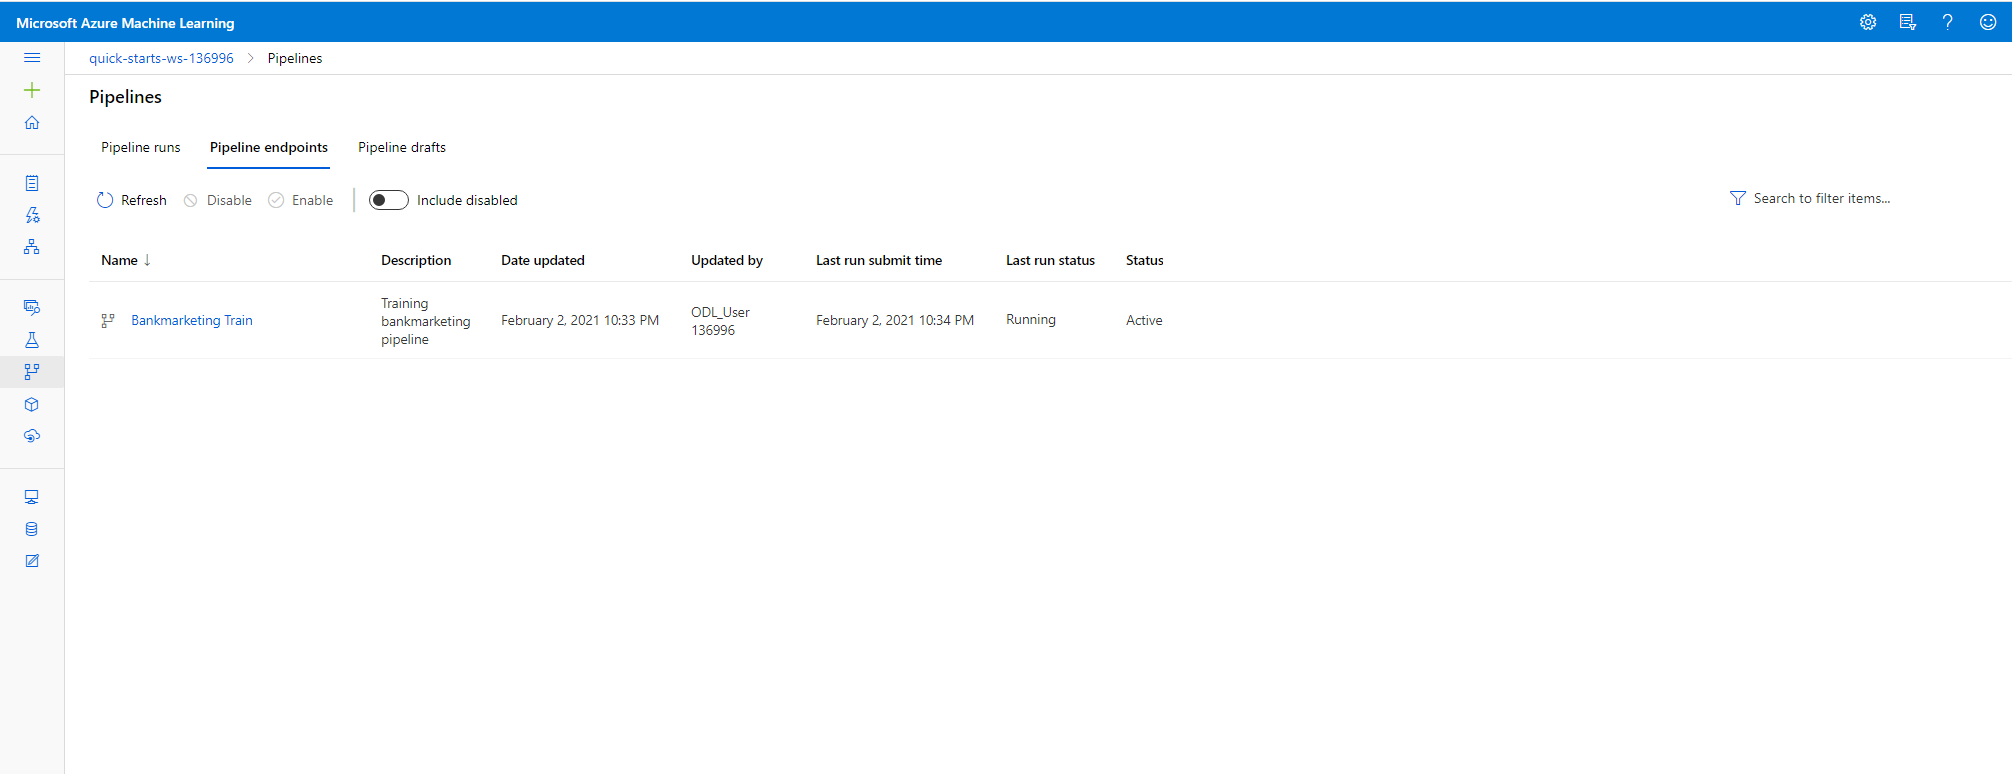 Microsoft Azure Machine Learning
quick-starts-ws-136996 > Pipelines
Pipelines
Pipeline runs Pipeline endpoints Pipeline drafts
Refresh Disable Enable Include disabled Search to filter items...
Name ↓ Description Date updated Updated by Last run submit time Last run status Status
Bankmarketing Train Training bankmarketing pipeline February 2, 2021 10:33 PM ODL_User 136996 February 2, 2021 10:34 PM Running Active